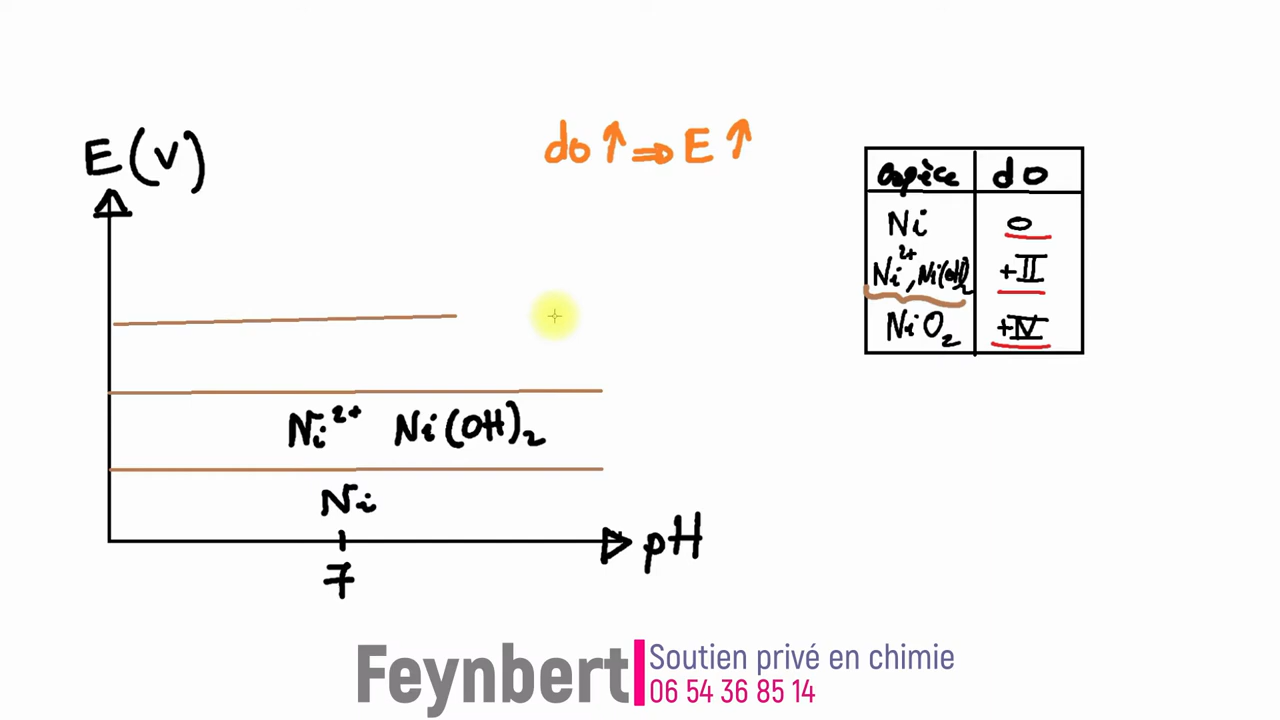 E(V)
do ↑ ⇒ E ↑
espèce do
Ni 0
Ni²⁺, Ni(OH)₂ +II
NiO₂ +IV
Ni²⁺ Ni(OH)₂
Ni
pH
7
Feynbert
Soutien privé en chimie
06 54 36 85 14